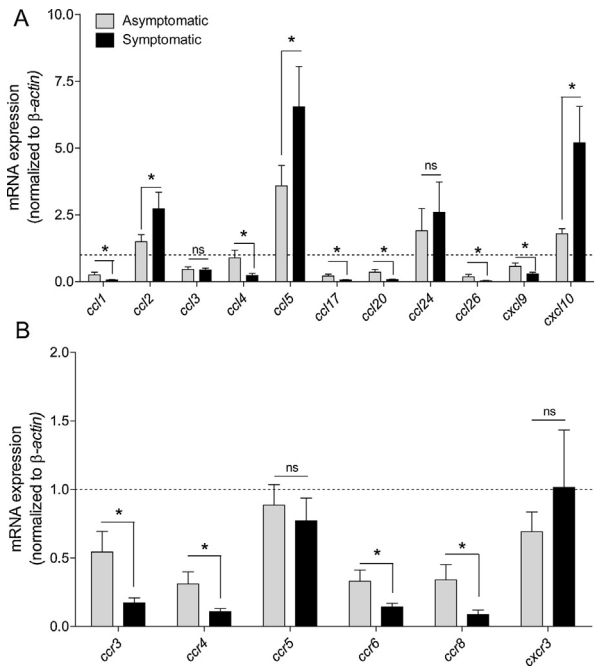 A
Asymptomatic
Symptomatic
mRNA expression
(normalized to β-actin)
10.0
7.5
5.0
2.5
0.0
* * ns * * * * ns * * *
ccl1 ccl2 ccl3 ccl4 ccl5 ccl17 ccl20 ccl24 ccl26 cxcl9 cxcl10
B
mRNA expression
(normalized to β-actin)
2.0
1.5
1.0
0.5
0.0
* * ns * * ns
ccr3 ccr4 ccr5 ccr6 ccr8 cxcr3